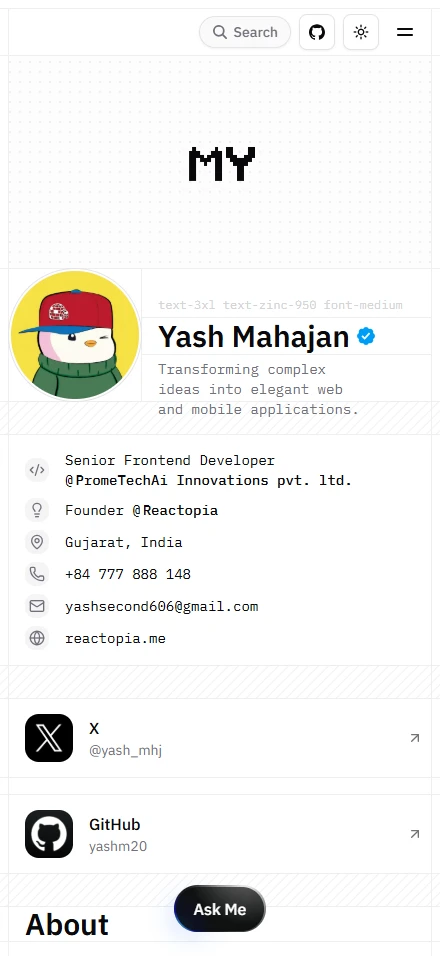 Search
MY
text-3xl text-zinc-950 font-medium
Yash Mahajan
Transforming complex
ideas into elegant web
and mobile applications.
Senior Frontend Developer
@PromeTechAi Innovations pvt. ltd.
Founder @Reactopia
Gujarat, India
+84 777 888 148
yashsecond606@gmail.com
reactopia.me
X
@yash_mhj
GitHub
yashm20
Ask Me
About